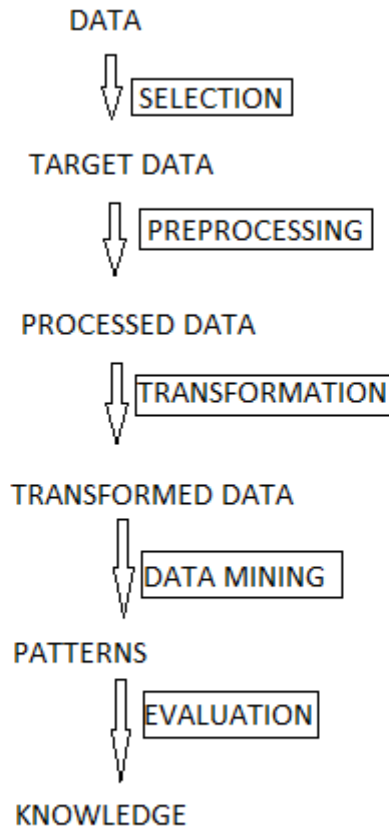 DATA
SELECTION
TARGET DATA
PREPROCESSING
PROCESSED DATA
TRANSFORMATION
TRANSFORMED DATA
DATA MINING
PATTERNS
EVALUATION
KNOWLEDGE